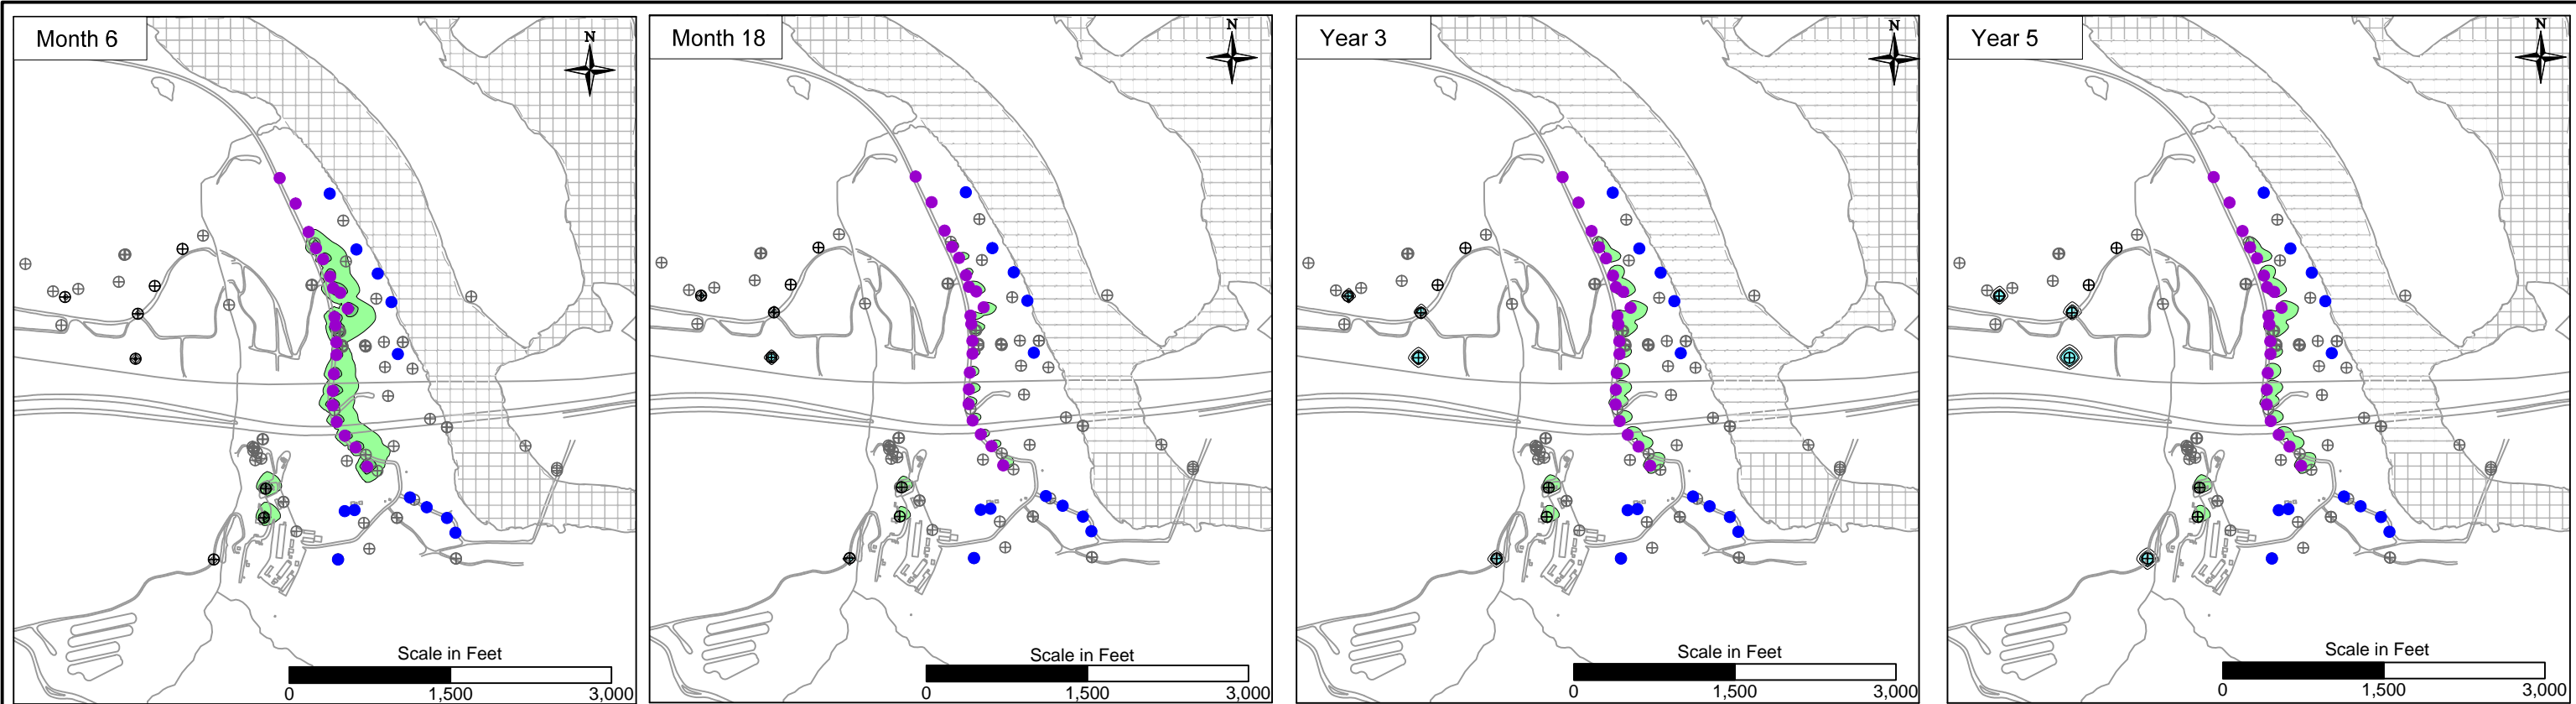 Month 6
N
Scale in Feet
0 1,500 3,000
Month 18
N
Scale in Feet
0 1,500 3,000
Year 3
N
Scale in Feet
0 1,500 3,000
Year 5
N
Scale in Feet
0 1,500 3,000